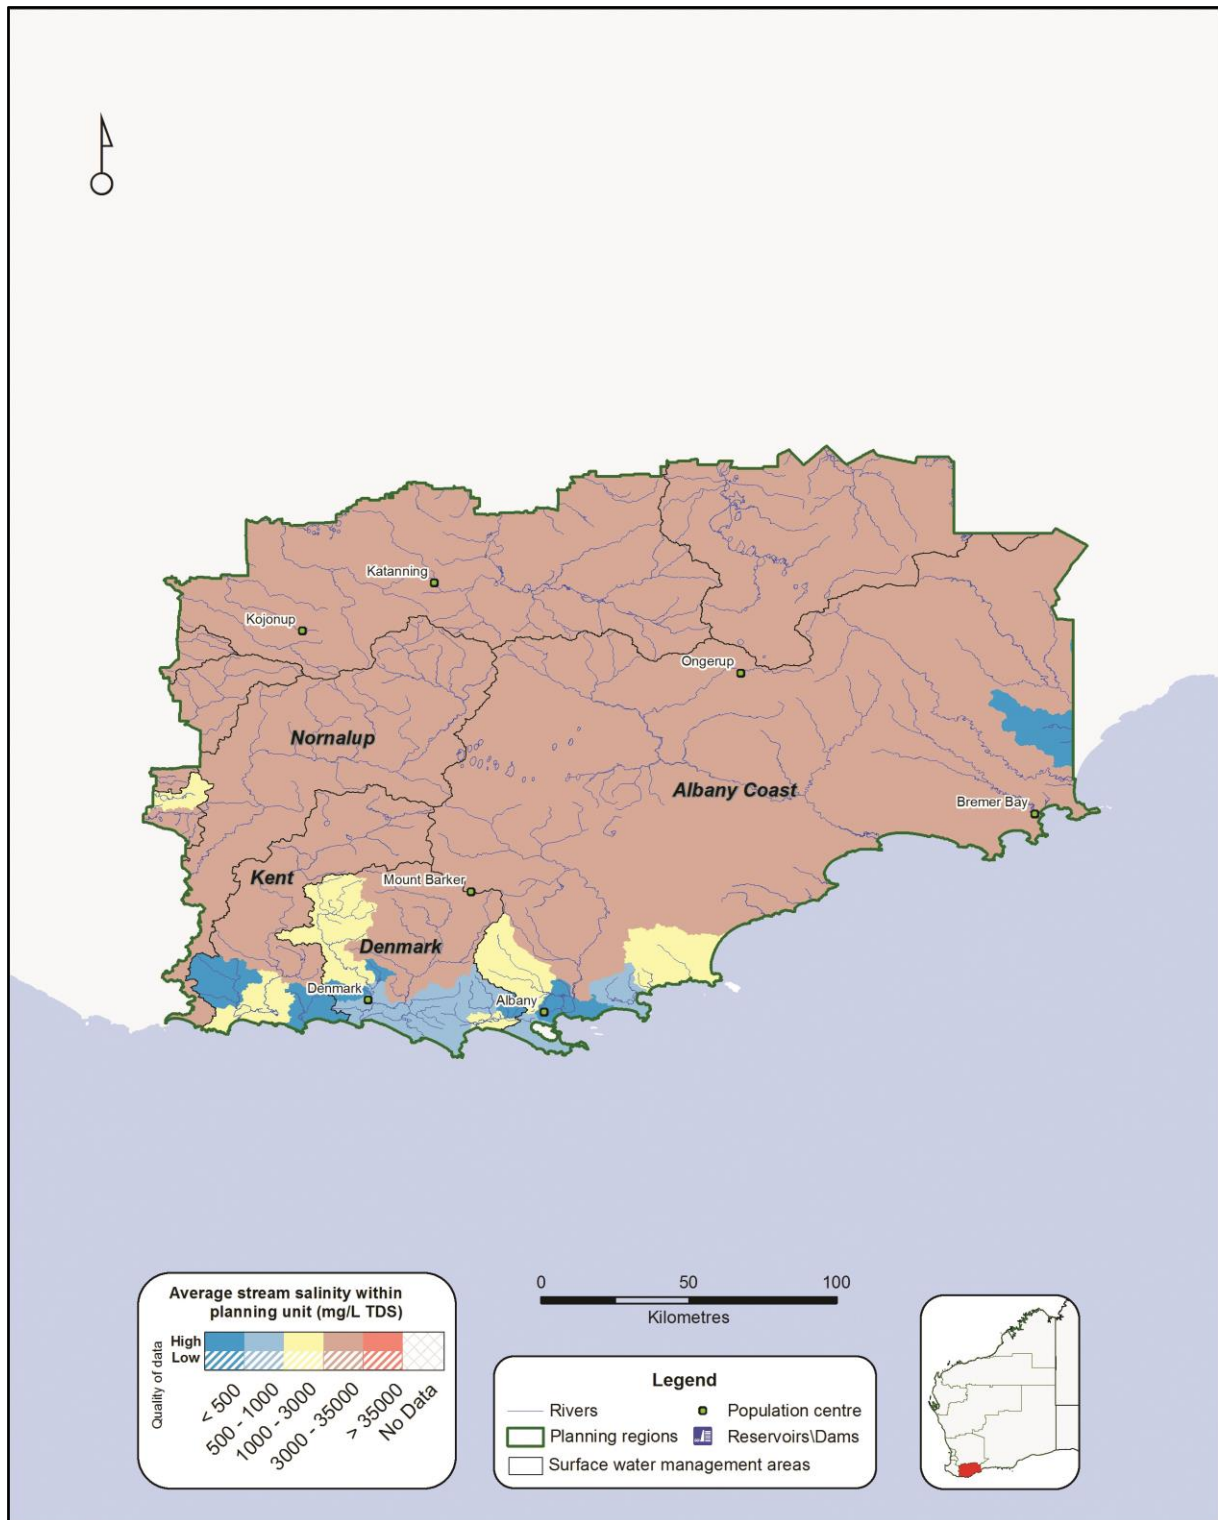 Katanning
Kojonup
Ongerup
Nornalup
Albany Coast
Bremer Bay
Kent
Mount Barker
Denmark
Denmark
Albany
Average stream salinity within
planning unit (mg/L TDS)
Quality of data
High
Low
< 500
500 - 1000
1000 - 3000
3000 - 35000
> 35000
No Data
0 50 100
Kilometres
Legend
Rivers
Population centre
Planning regions
Reservoirs\Dams
Surface water management areas